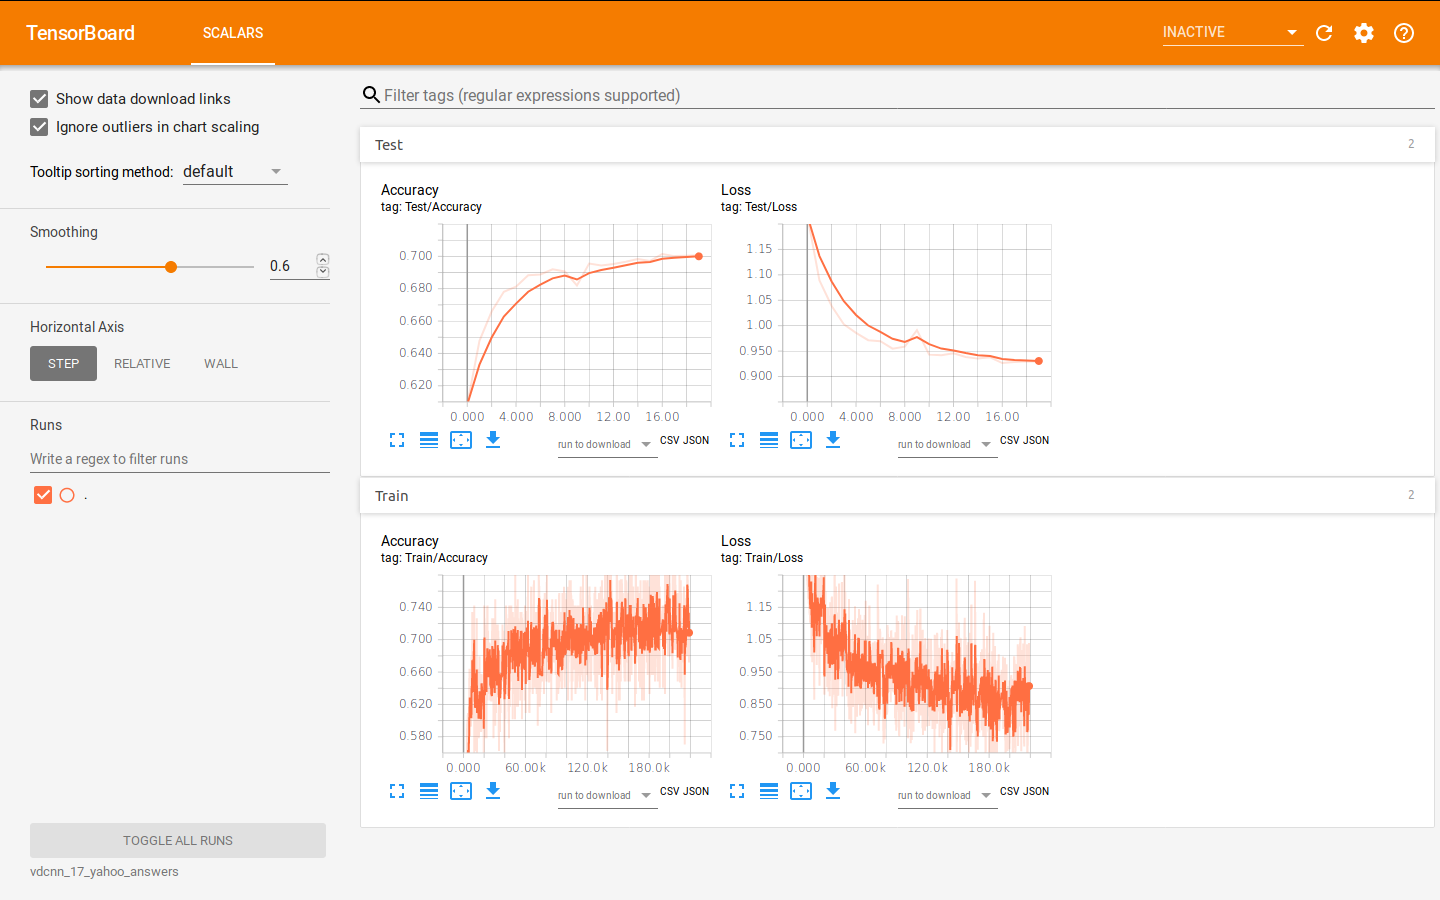 TensorBoard SCALARS INACTIVE
Show data download links
Ignore outliers in chart scaling
Tooltip sorting method: default
Smoothing
0.6
Horizontal Axis
STEP RELATIVE WALL
Runs
Write a regex to filter runs
.
TOGGLE ALL RUNS
vdcnn_17_yahoo_answers
Filter tags (regular expressions supported)
Test 2
Accuracy
tag: Test/Accuracy
0.700
0.680
0.660
0.640
0.620
0.000 4.000 8.000 12.00 16.00
run to download CSV JSON
Loss
tag: Test/Loss
1.15
1.10
1.05
1.00
0.950
0.900
0.000 4.000 8.000 12.00 16.00
run to download CSV JSON
Train 2
Accuracy
tag: Train/Accuracy
0.740
0.700
0.660
0.620
0.580
0.000 60.00k 120.0k 180.0k
run to download CSV JSON
Loss
tag: Train/Loss
1.15
1.05
0.950
0.850
0.750
0.000 60.00k 120.0k 180.0k
run to download CSV JSON